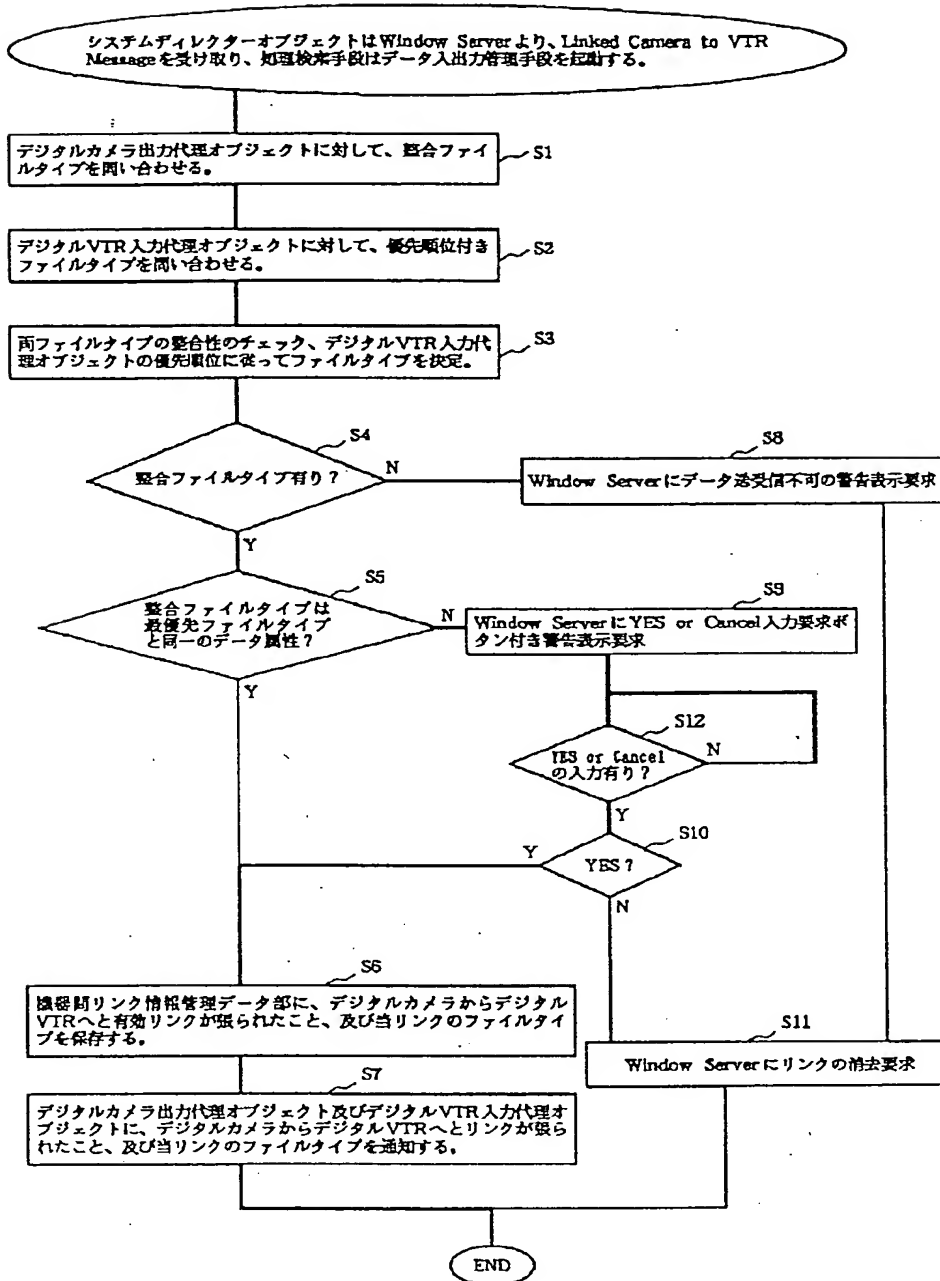 システムディレクターオブジェクトはWindow Serverより、Linked Camera to VTR
Messageを受け取り、処理検索手段はデータ入出力管理手段を起動する。
デジタルカメラ出力代理オブジェクトに対して、整合ファイ
ルタイプを問い合わせる。
S1
デジタルVTR入力代理オブジェクトに対して、優先順位付き
ファイルタイプを問い合わせる。
S2
両ファイルタイプの整合性のチェック、デジタルVTR入力代
理オブジェクトの優先順位に従ってファイルタイプを決定。
S3
S4
整合ファイルタイプ有り？
N
Y
S8
Window Serverにデータ送受信不可の警告表示要求
S5
整合ファイルタイプは
最優先ファイルタイプ
と同一のデータ属性？
N
Y
S9
Window ServerにYES or Cancel入力要求ボ
タン付き警告表示要求
S12
YES or Cancel
の入力有り？
N
Y
S10
YES？
Y
N
S6
機器間リンク情報管理データ部に、デジタルカメラからデジタル
VTRへと有効リンクが張られたこと、及び当リンクのファイルタイ
プを保存する。
S11
Window Serverにリンクの消去要求
S7
デジタルカメラ出力代理オブジェクト及びデジタルVTR入力代理オ
ブジェクトに、デジタルカメラからデジタルVTRへとリンクが張ら
れたこと、及び当リンクのファイルタイプを通知する。
END